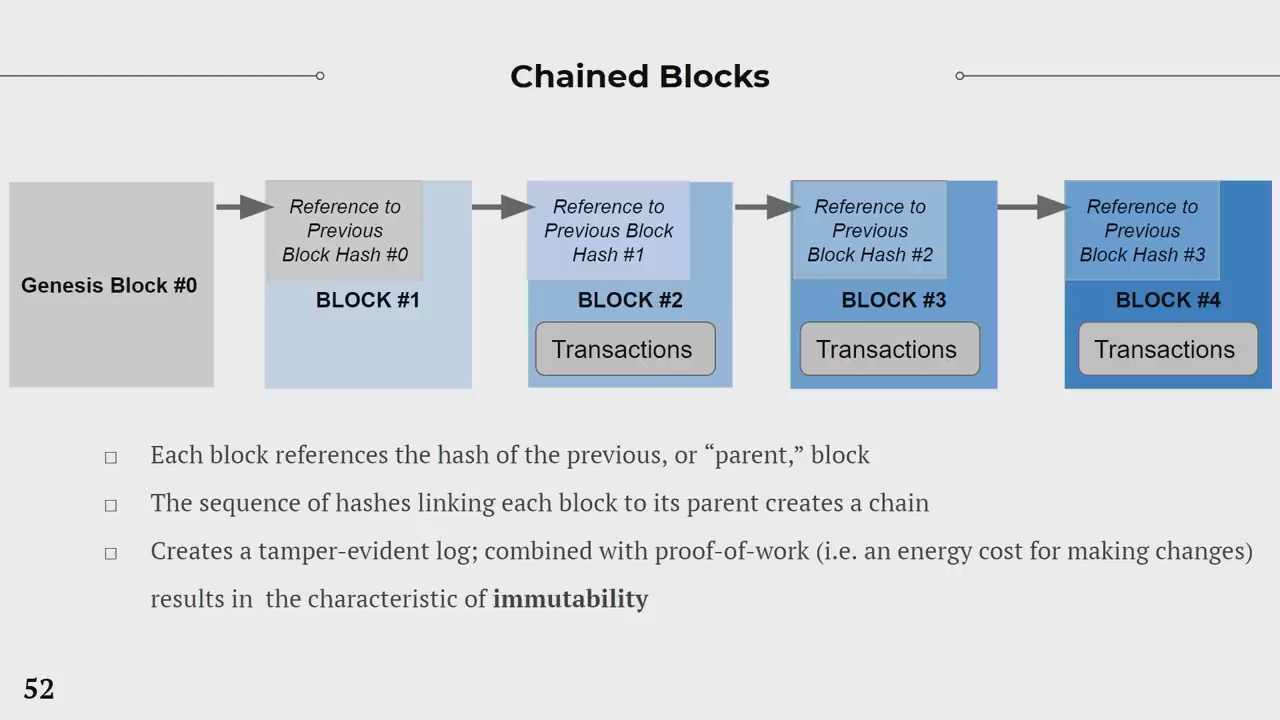 Chained Blocks
Genesis Block #0
Reference to
Previous
Block Hash #0
BLOCK #1
Reference to
Previous Block
Hash #1
BLOCK #2
Transactions
Reference to
Previous
Block Hash #2
BLOCK #3
Transactions
Reference to
Previous
Block Hash #3
BLOCK #4
Transactions
Each block references the hash of the previous, or “parent,” block
The sequence of hashes linking each block to its parent creates a chain
Creates a tamper-evident log; combined with proof-of-work (i.e. an energy cost for making changes)
results in  the characteristic of immutability
52